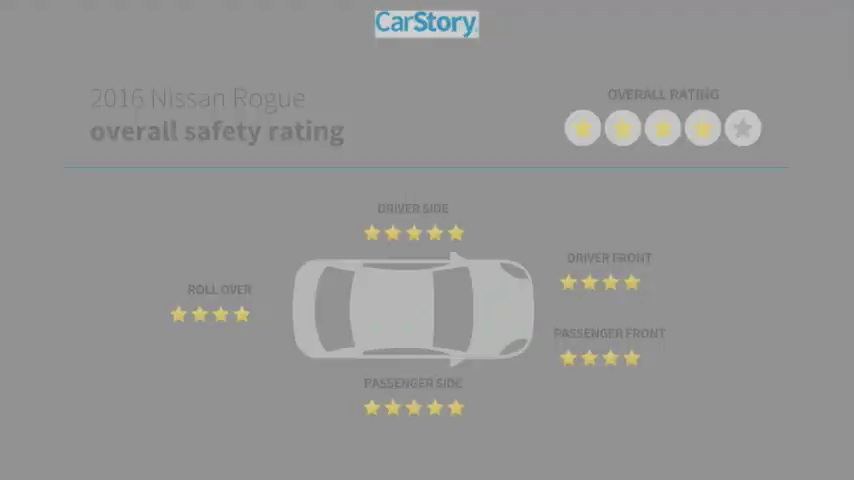 CarStory
2016 Nissan Rogue
overall safety rating
OVERALL RATING
DRIVER SIDE
DRIVER FRONT
ROLL OVER
PASSENGER FRONT
PASSENGER SIDE